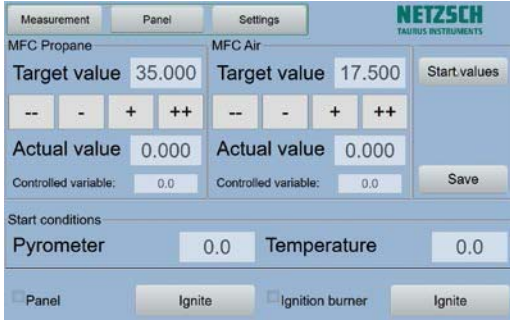 Measurement Panel Settings NETZSCH
TAURUS INSTRUMENTS
MFC Propane MFC Air
Target value 35.000 Target value 17.500 Start values
-- - + ++ -- - + ++
Actual value 0.000 Actual value 0.000
Controlled variable: 0.0 Controlled variable: 0.0 Save
Start conditions
Pyrometer 0.0 Temperature 0.0
Panel Ignite Ignition burner Ignite